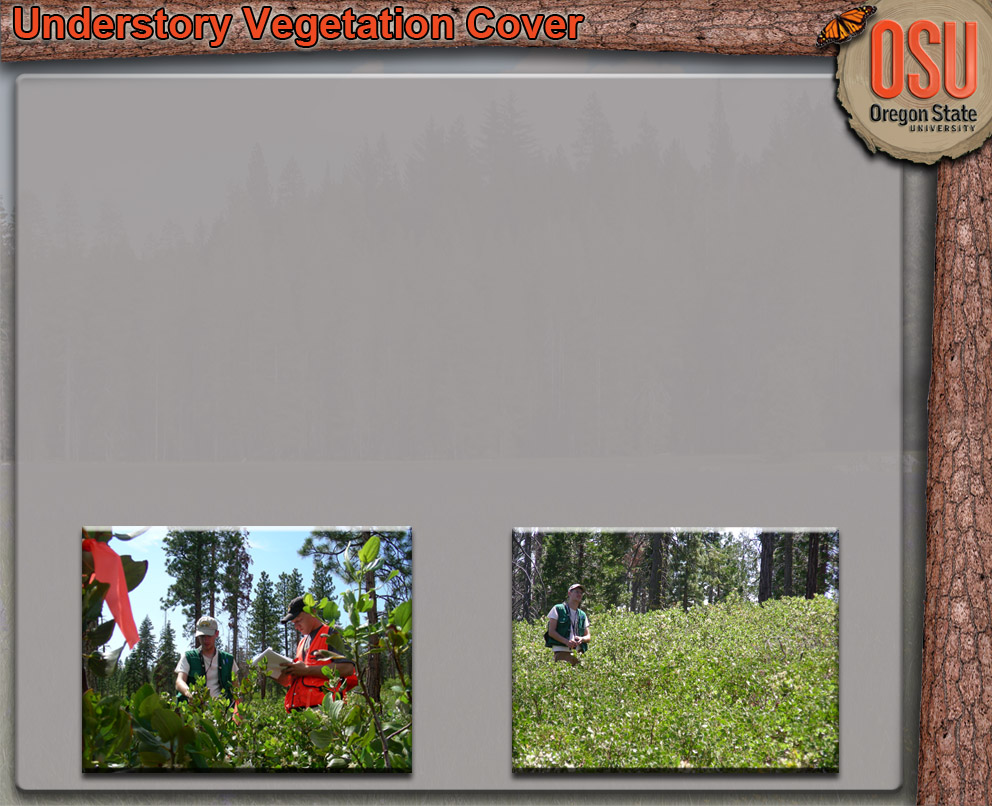 Understory Vegetation Cover
OSU
Oregon State
UNIVERSITY